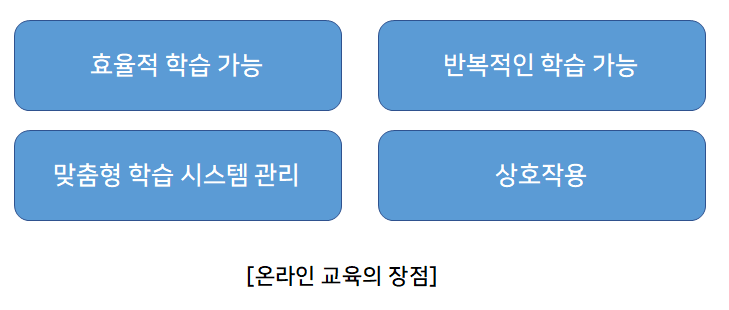 효율적 학습 가능
반복적인 학습 가능
맞춤형 학습 시스템 관리
상호작용
[온라인 교육의 장점]